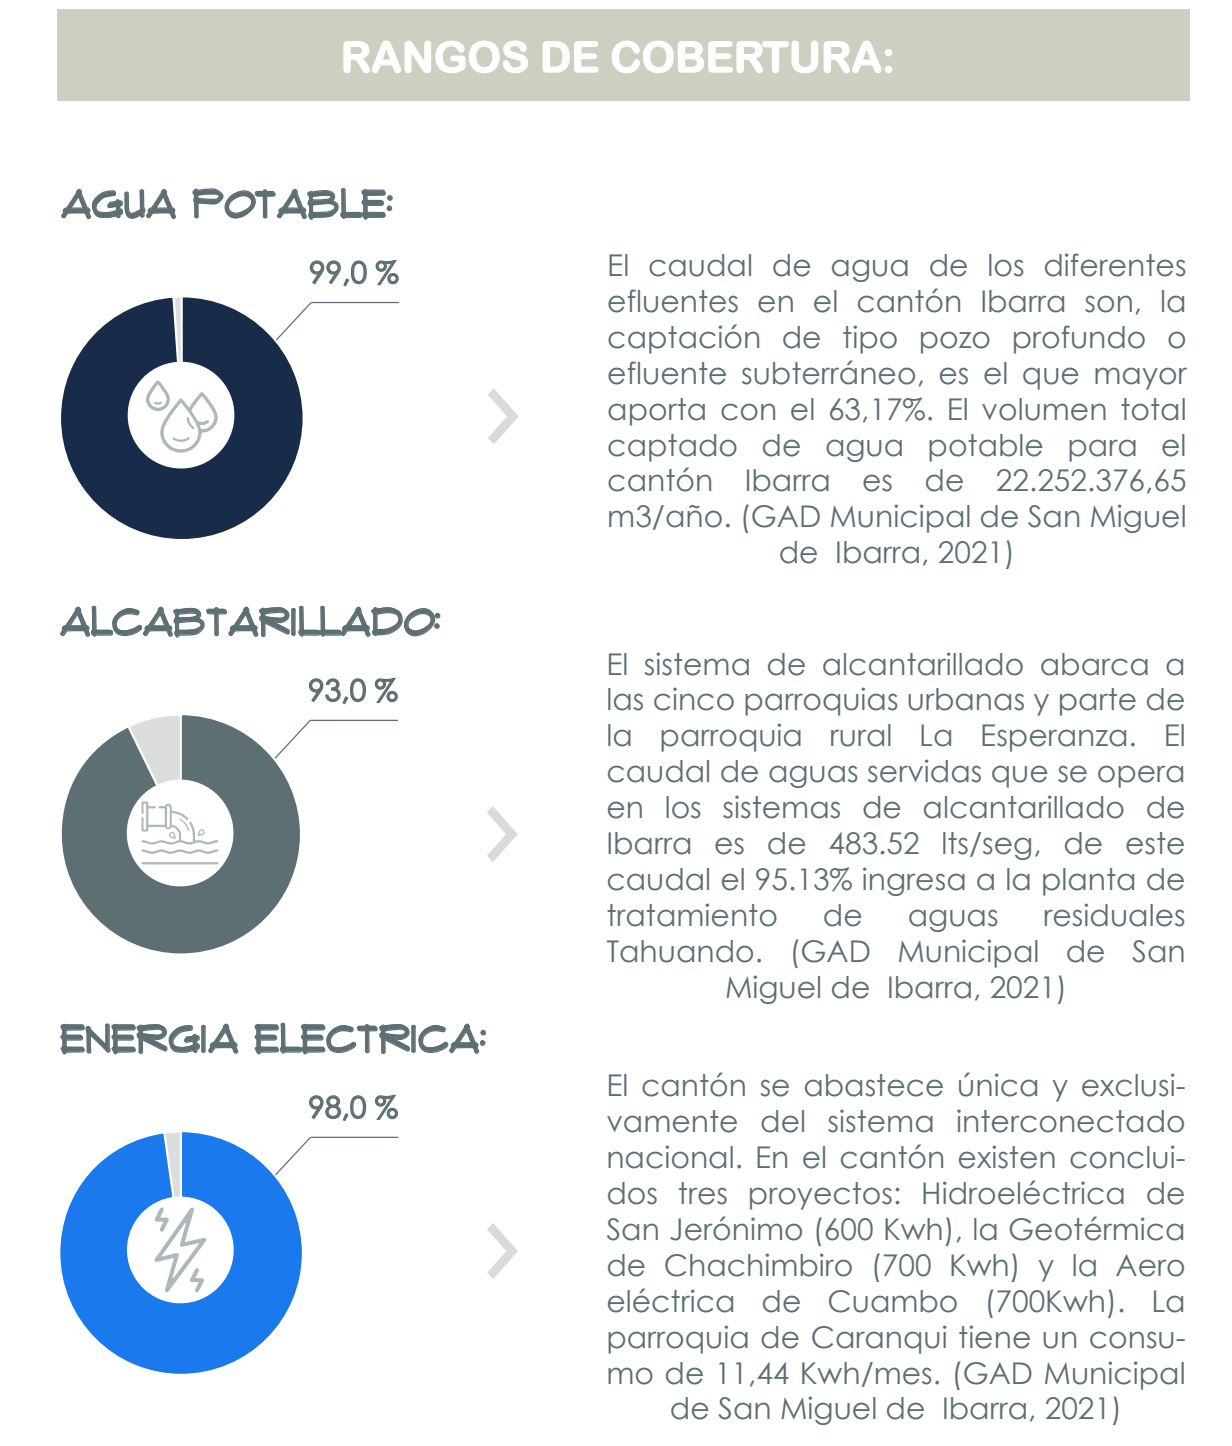 RANGOS DE COBERTURA:
AGUA POTABLE:
99,0 %
El caudal de agua de los diferentes
efluentes en el cantón Ibarra son, la
captación de tipo pozo profundo o
efluente subterráneo, es el que mayor
aporta con el 63,17%. El volumen total
captado de agua potable para el
cantón Ibarra es de 22.252.376,65
m3/año. (GAD Municipal de San Miguel
de Ibarra, 2021)
ALCABTARILLADO:
93,0 %
El sistema de alcantarillado abarca a
las cinco parroquias urbanas y parte de
la parroquia rural La Esperanza. El
caudal de aguas servidas que se opera
en los sistemas de alcantarillado de
Ibarra es de 483.52 lts/seg, de este
caudal el 95.13% ingresa a la planta de
tratamiento de aguas residuales
Tahuando. (GAD Municipal de San
Miguel de Ibarra, 2021)
ENERGIA ELECTRICA:
98,0 %
El cantón se abastece única y exclusi-
vamente del sistema interconectado
nacional. En el cantón existen conclui-
dos tres proyectos: Hidroeléctrica de
San Jerónimo (600 Kwh), la Geotérmica
de Chachimbiro (700 Kwh) y la Aero
eléctrica de Cuambo (700Kwh). La
parroquia de Caranqui tiene un consu-
mo de 11,44 Kwh/mes. (GAD Municipal
de San Miguel de Ibarra, 2021)